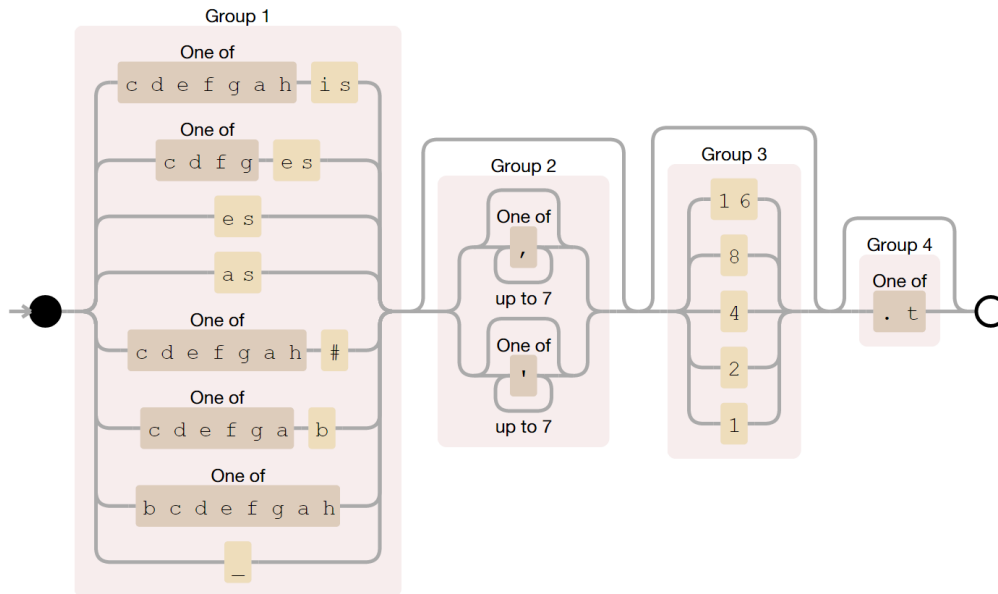 Group 1
One of
c d e f g a h i s
One of
c d f g e s
e s
a s
One of
c d e f g a h #
One of
c d e f g a b
One of
b c d e f g a h
_
Group 2
One of
,
up to 7
One of
'
up to 7
Group 3
1 6
8
4
2
1
Group 4
One of
. t